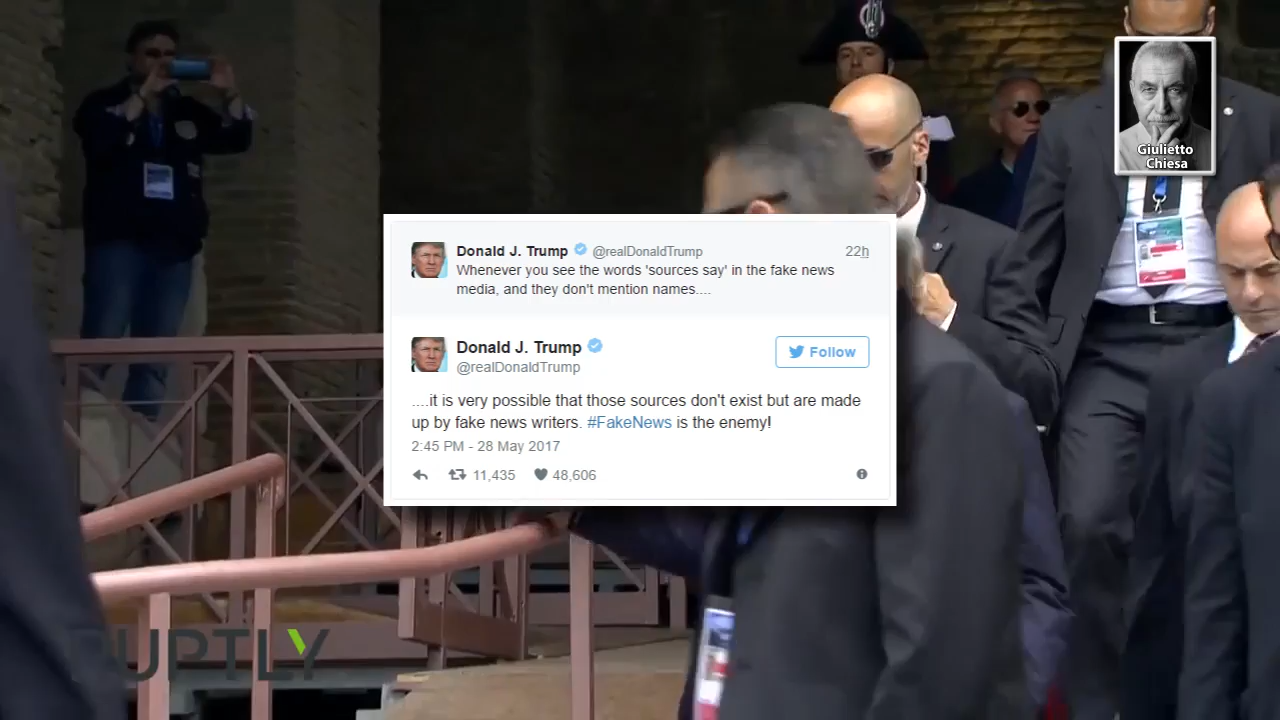 Giulietto
Chiesa
Donald J. Trump @realDonaldTrump 22h
Whenever you see the words 'sources say' in the fake news
media, and they don't mention names....
Donald J. Trump
@realDonaldTrump
Follow
....it is very possible that those sources don't exist but are made
up by fake news writers. #FakeNews is the enemy!
2:45 PM - 28 May 2017
11,435 48,606
RUPTLY